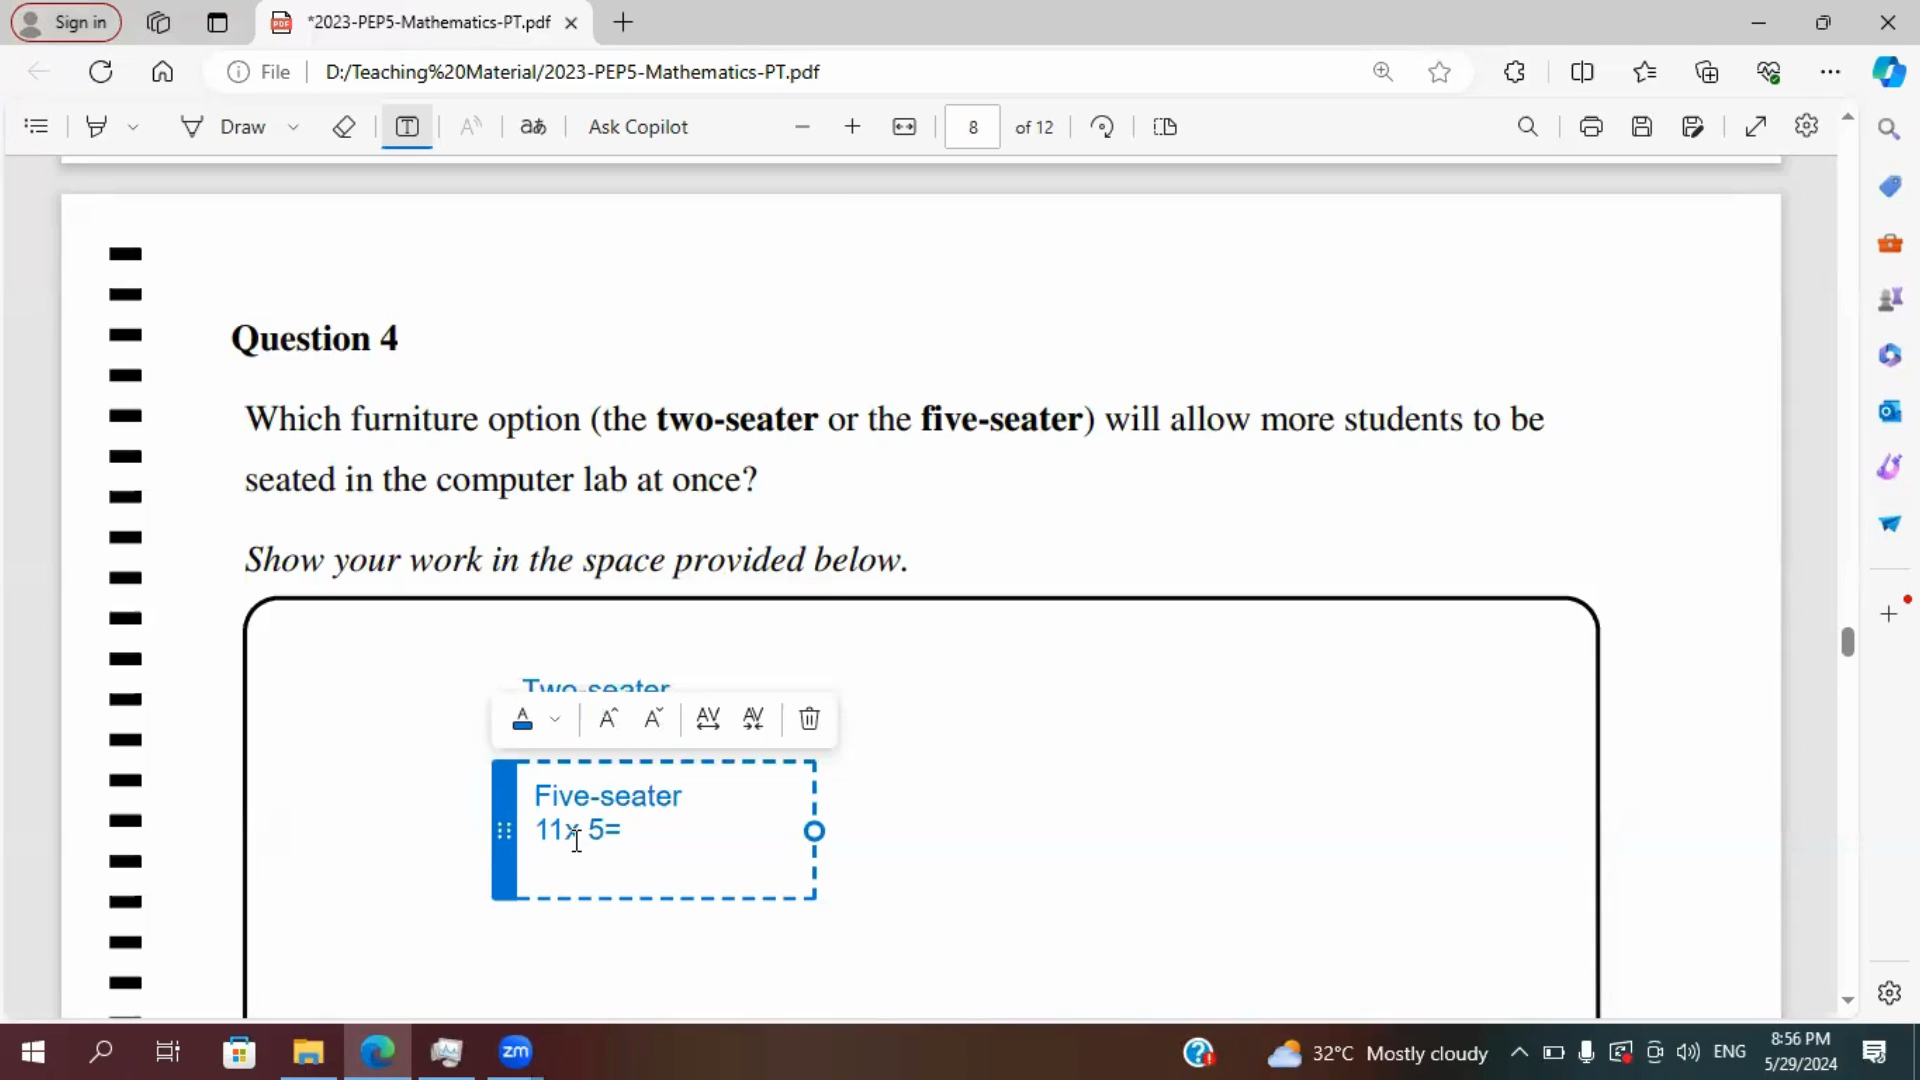 Sign in
*2023-PEP5-Mathematics-PT.pdf
File
D:/Teaching%20Material/2023-PEP5-Mathematics-PT.pdf
Draw
aあ
Ask Copilot
8
of 12
Question 4
Which furniture option (the two-seater or the five-seater) will allow more students to be
seated in the computer lab at once?
Show your work in the space provided below.
Two-seater
Five-seater
11x 5=
zm
32°C Mostly cloudy
ENG
8:56 PM
5/29/2024